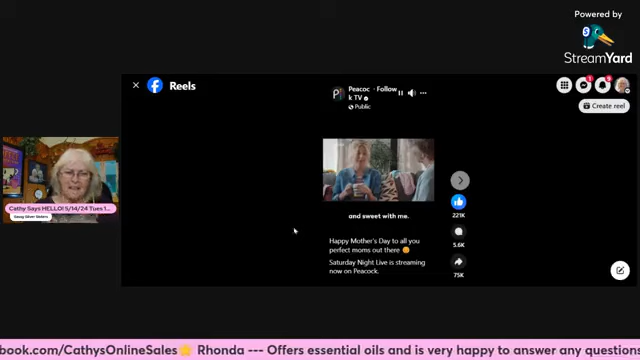 Powered by
StreamYard
Reels
Peacoc · Follow
k TV
Public
1
9
Create reel
and sweet with me.
221K
5.6K
75K
Happy Mother's Day to all you
perfect moms out there
Saturday Night Live is streaming
now on Peacock.
Cathy Says HELLO! 5/14/24 Tues 1...
book.com/CathysOnlineSales Rhonda --- Offers essential oils and is very happy to answer any questions